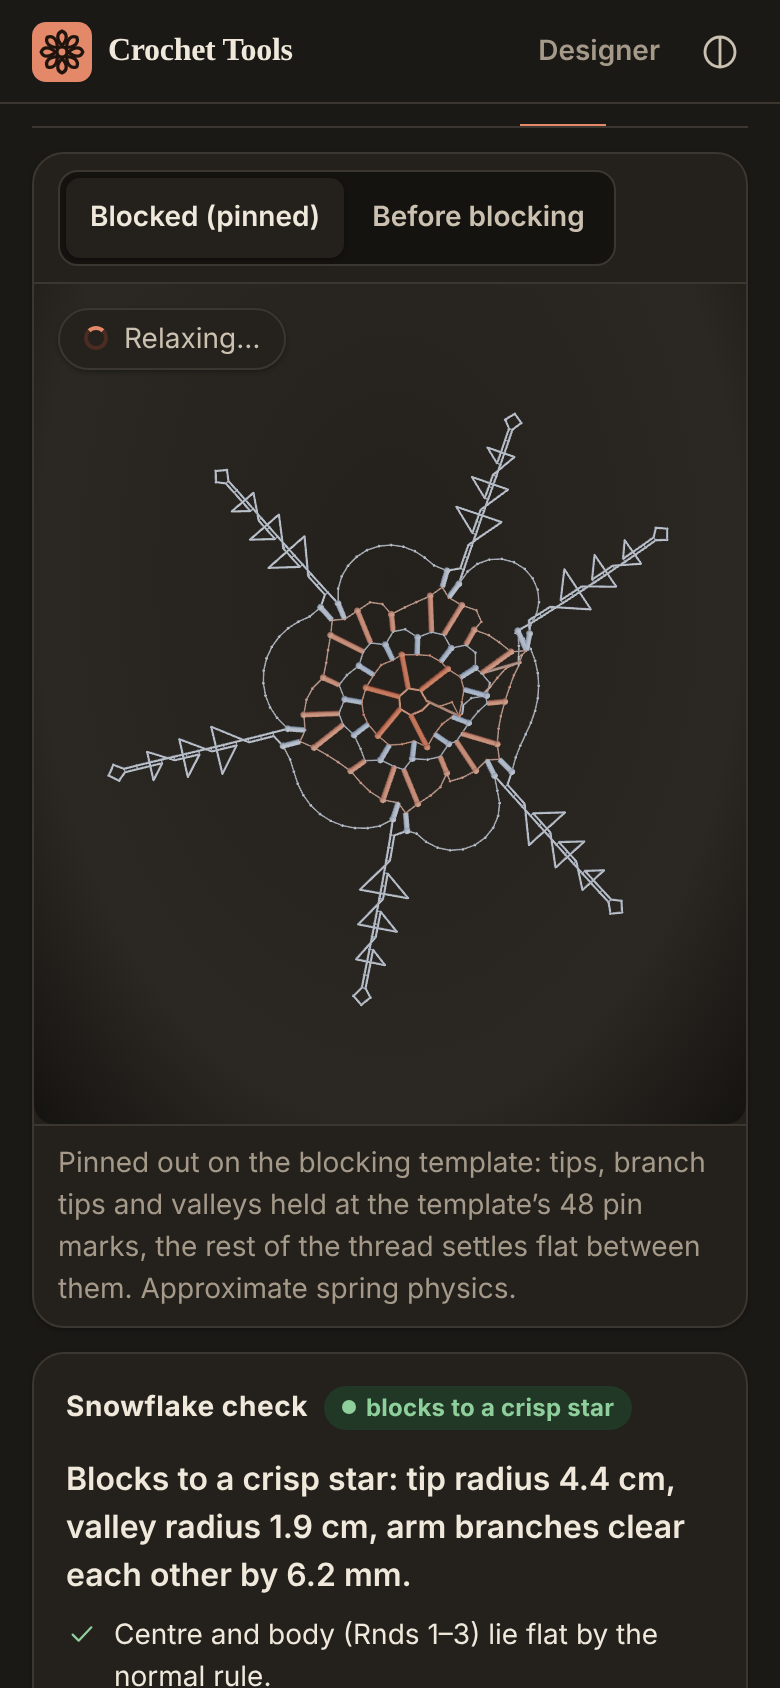 Crochet Tools
Designer
Blocked (pinned)
Before blocking
Relaxing...
Pinned out on the blocking template: tips, branch
tips and valleys held at the template’s 48 pin
marks, the rest of the thread settles flat between
them. Approximate spring physics.
Snowflake check
blocks to a crisp star
Blocks to a crisp star: tip radius 4.4 cm,
valley radius 1.9 cm, arm branches clear
each other by 6.2 mm.
Centre and body (Rnds 1–3) lie flat by the
normal rule.